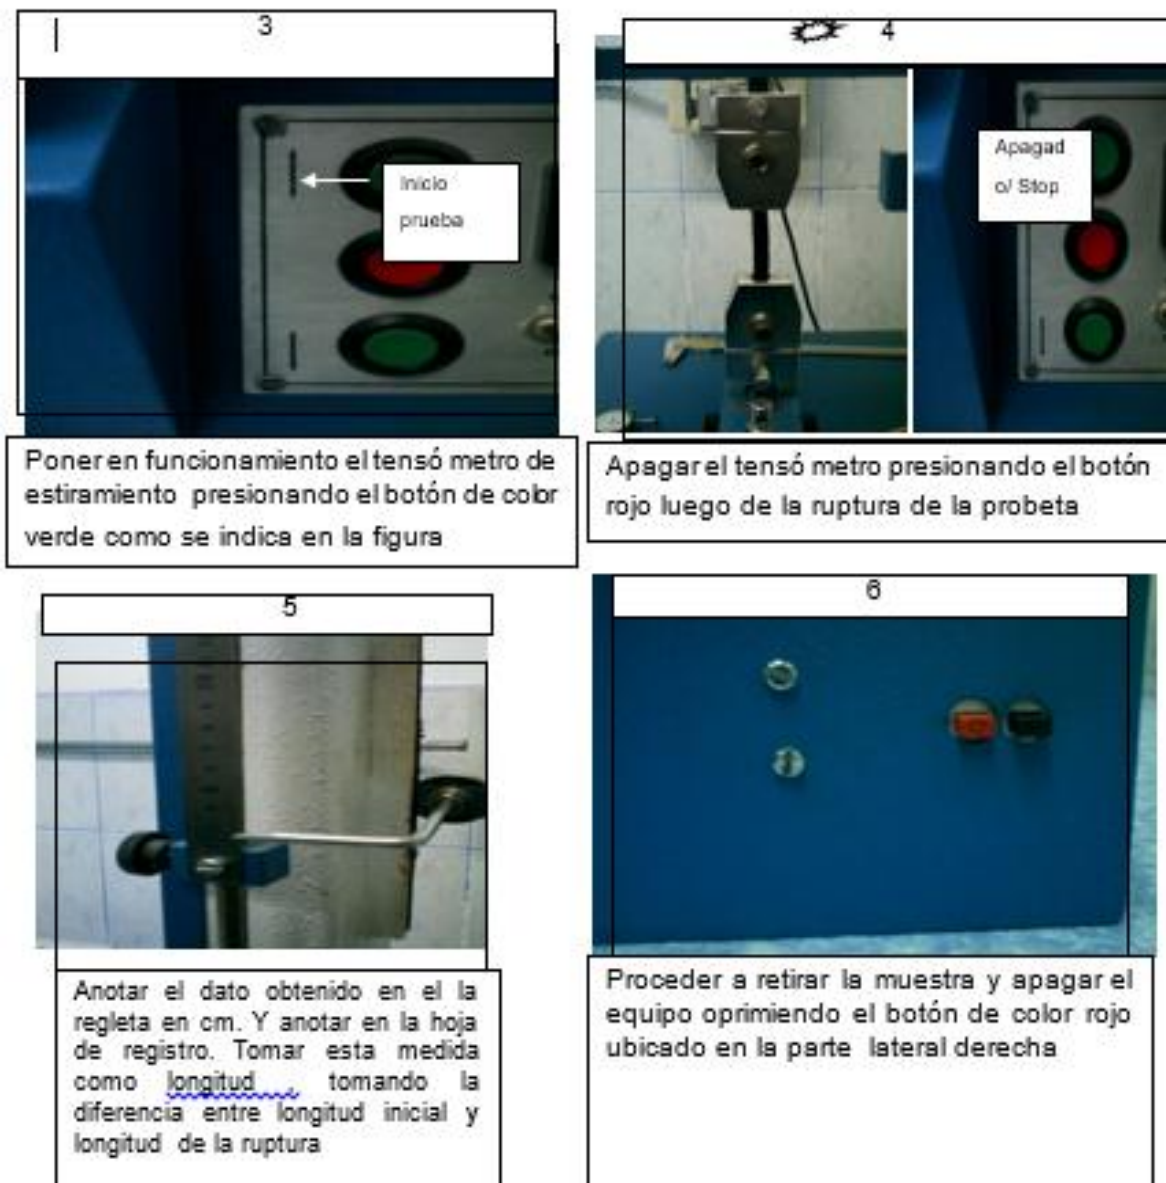 3
Inicio
prueba
Poner en funcionamiento el tensó metro de
estiramiento presionando el botón de color
verde como se indica en la figura
4
Apagad
o/ Stop
Apagar el tensó metro presionando el botón
rojo luego de la ruptura de la probeta
5
Anotar el dato obtenido en el la
regleta en cm. Y anotar en la hoja
de registro. Tomar esta medida
como longitud , tomando la
diferencia entre longitud inicial y
longitud de la ruptura
6
Proceder a retirar la muestra y apagar el
equipo oprimiendo el botón de color rojo
ubicado en la parte lateral derecha